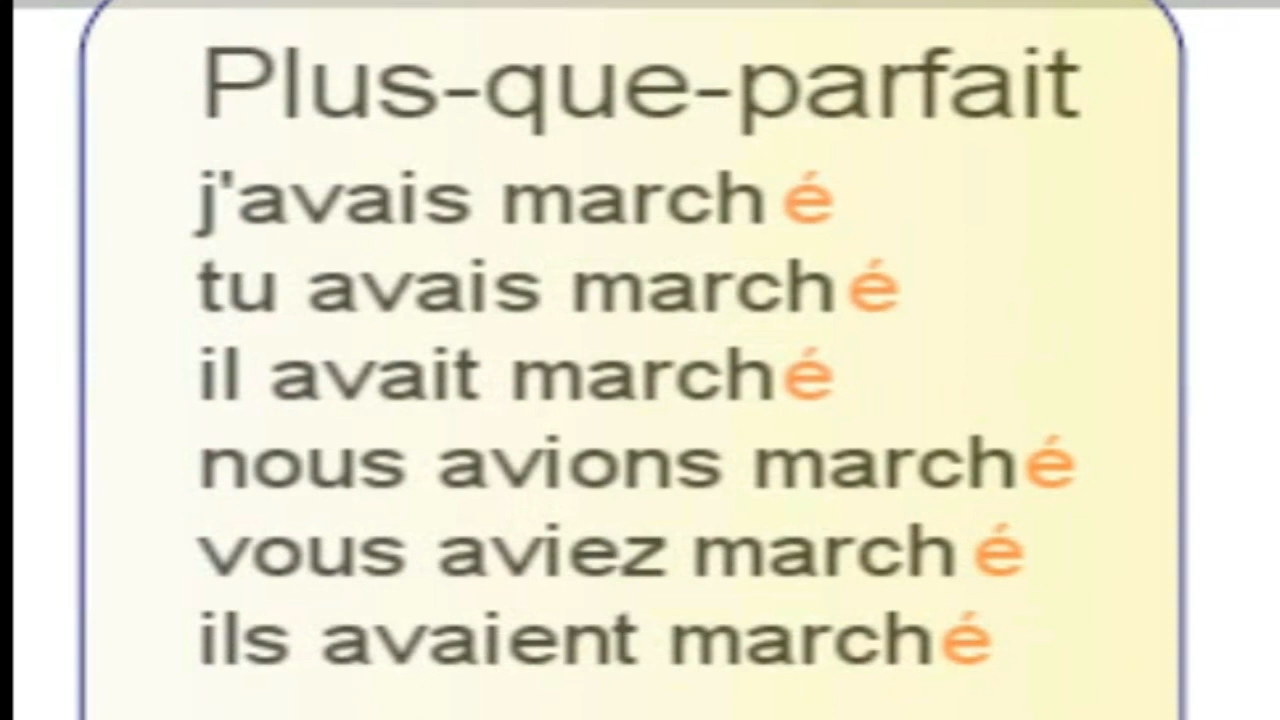 Plus-que-parfait
j'avais marché
tu avais marché
il avait marché
nous avions marché
vous aviez marché
ils avaient marché